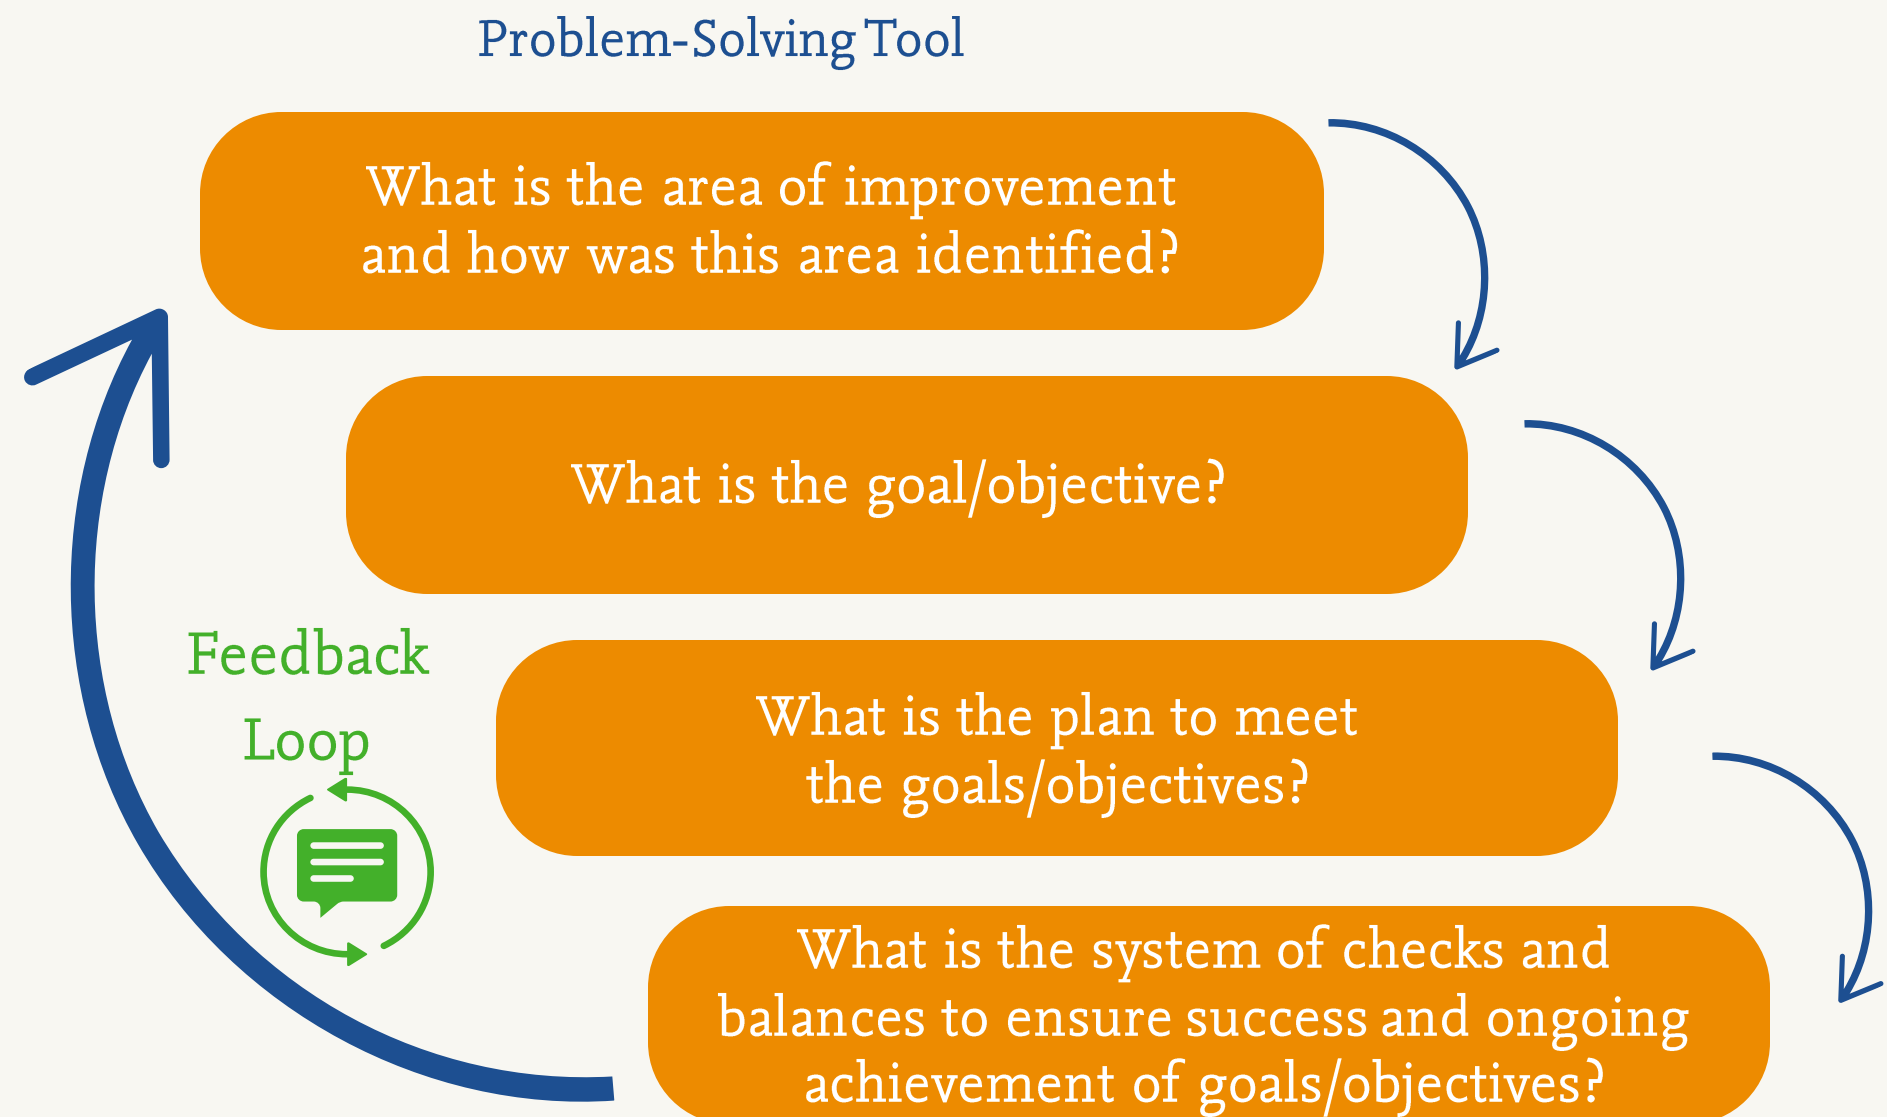 Problem-Solving Tool
What is the area of improvement
and how was this area identified?
What is the goal/objective?
Feedback
Loop
What is the plan to meet
the goals/objectives?
What is the system of checks and
balances to ensure success and ongoing
achievement of goals/objectives?